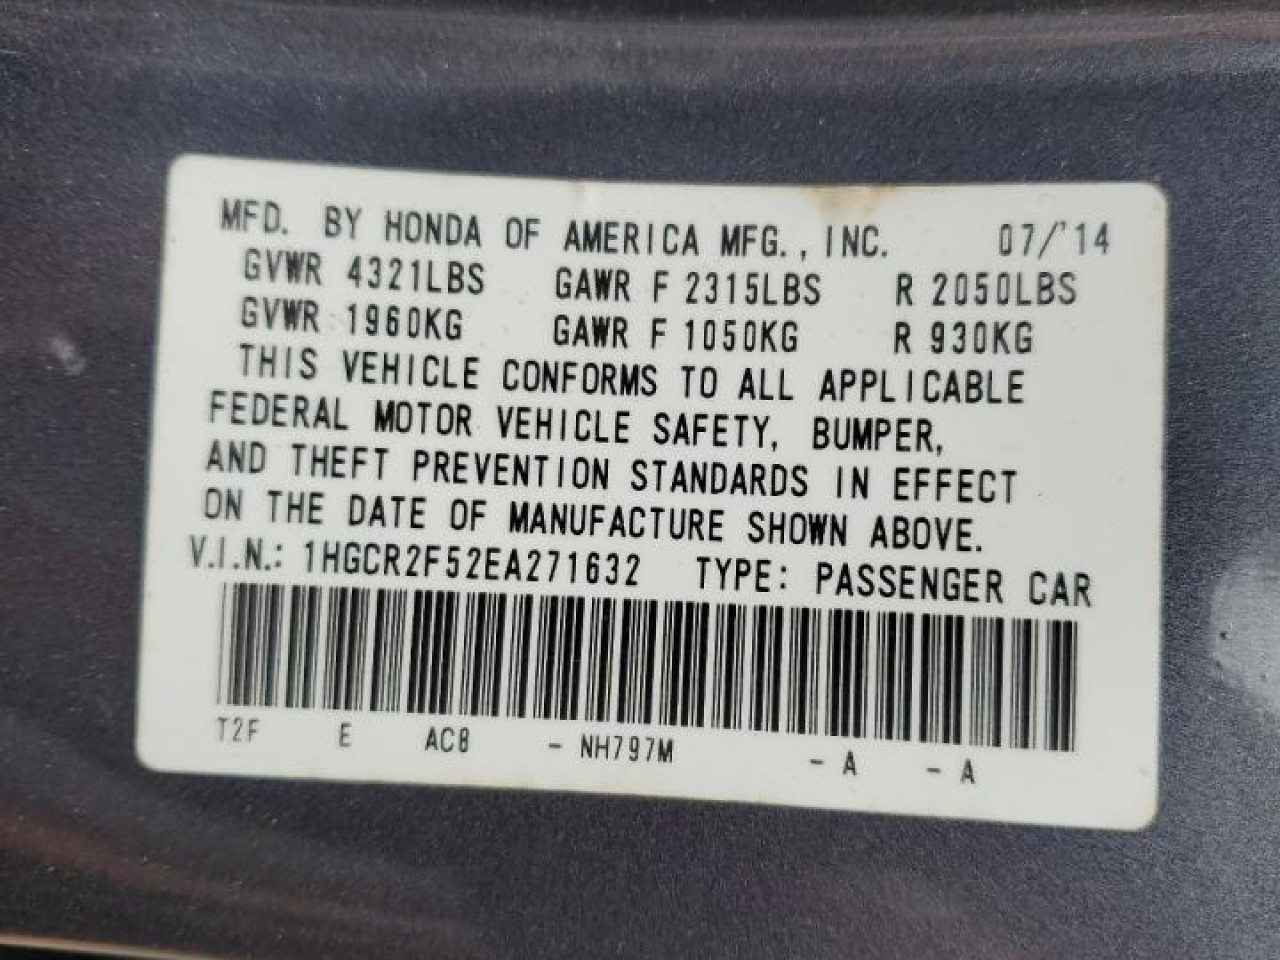 MFD. BY HONDA OF AMERICA MFG., INC. 07/'14
GVWR 4321LBS GAWR F 2315LBS R 2050LBS
GVWR 1960KG GAWR F 1050KG R 930KG
THIS VEHICLE CONFORMS TO ALL APPLICABLE
FEDERAL MOTOR VEHICLE SAFETY, BUMPER,
AND THEFT PREVENTION STANDARDS IN EFFECT
ON THE DATE OF MANUFACTURE SHOWN ABOVE.
V.I.N.: 1HGCR2F52EA271632 TYPE: PASSENGER CAR
T2F E AC8 - NH797M - A - A